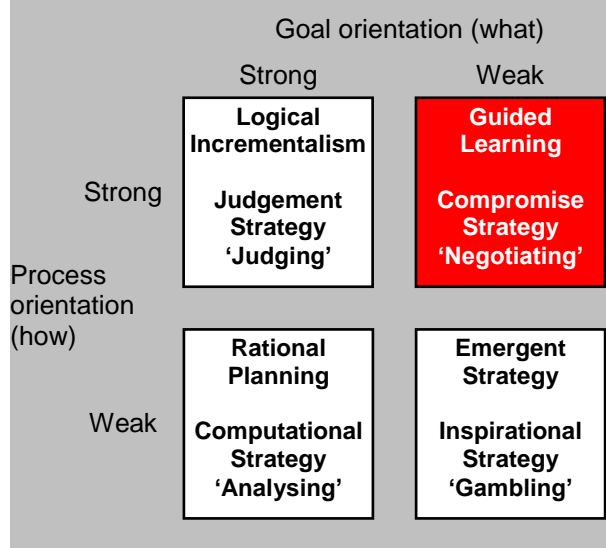 Goal orientation (what)
Strong Weak
Logical
Incrementalism
Judgement
Strategy
‘Judging’
Guided
Learning
Compromise
Strategy
‘Negotiating’
Strong
Process
orientation
(how)
Rational
Planning
Computational
Strategy
‘Analysing’
Emergent
Strategy
Inspirational
Strategy
‘Gambling’
Weak